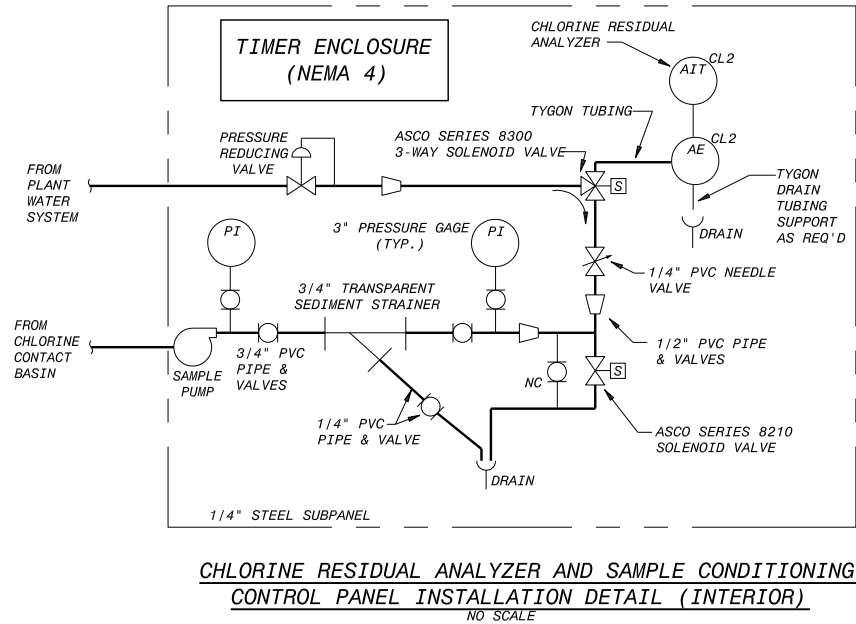 TIMER ENCLOSURE
(NEMA 4)
CHLORINE RESIDUAL
ANALYZER
AIT
CL2
TYGON TUBING
PRESSURE
REDUCING
VALVE
ASCO SERIES 8300
3-WAY SOLENOID VALVE
AE
CL2
FROM
PLANT
WATER
SYSTEM
S
TYGON
DRAIN
TUBING
SUPPORT
AS REQ'D
DRAIN
PI
3" PRESSURE GAGE
(TYP.)
PI
1/4" PVC NEEDLE
VALVE
3/4" TRANSPARENT
SEDIMENT STRAINER
FROM
CHLORINE
CONTACT
BASIN
SAMPLE
PUMP
3/4" PVC
PIPE &
VALVES
1/2" PVC PIPE
& VALVES
NC
S
1/4" PVC
PIPE & VALVE
ASCO SERIES 8210
SOLENOID VALVE
DRAIN
1/4" STEEL SUBPANEL
CHLORINE RESIDUAL ANALYZER AND SAMPLE CONDITIONING
CONTROL PANEL INSTALLATION DETAIL (INTERIOR)
NO SCALE